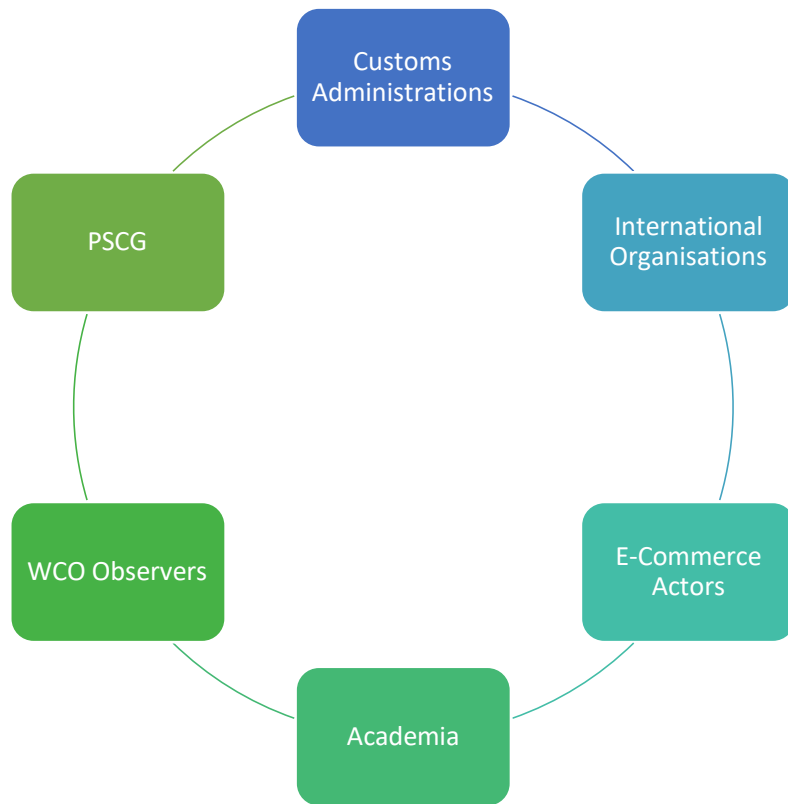 Customs
Administrations
International
Organisations
E-Commerce
Actors
Academia
WCO Observers
PSCG